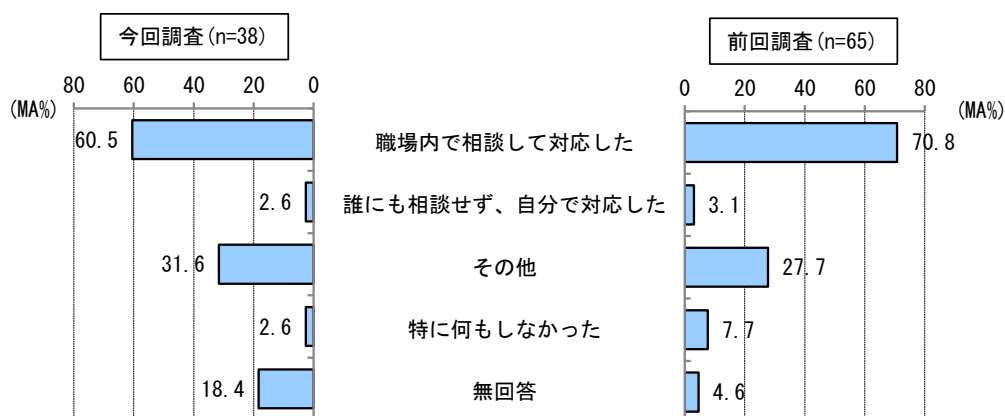 今回調査(n=38)
前回調査(n=65)
80 60 40 20 0
0 20 40 60 80
(MA%)
(MA%)
60.5 職場内で相談して対応した 70.8
2.6 誰にも相談せず、自分で対応した 3.1
31.6 その他 27.7
2.6 特に何もしなかった 7.7
18.4 無回答 4.6